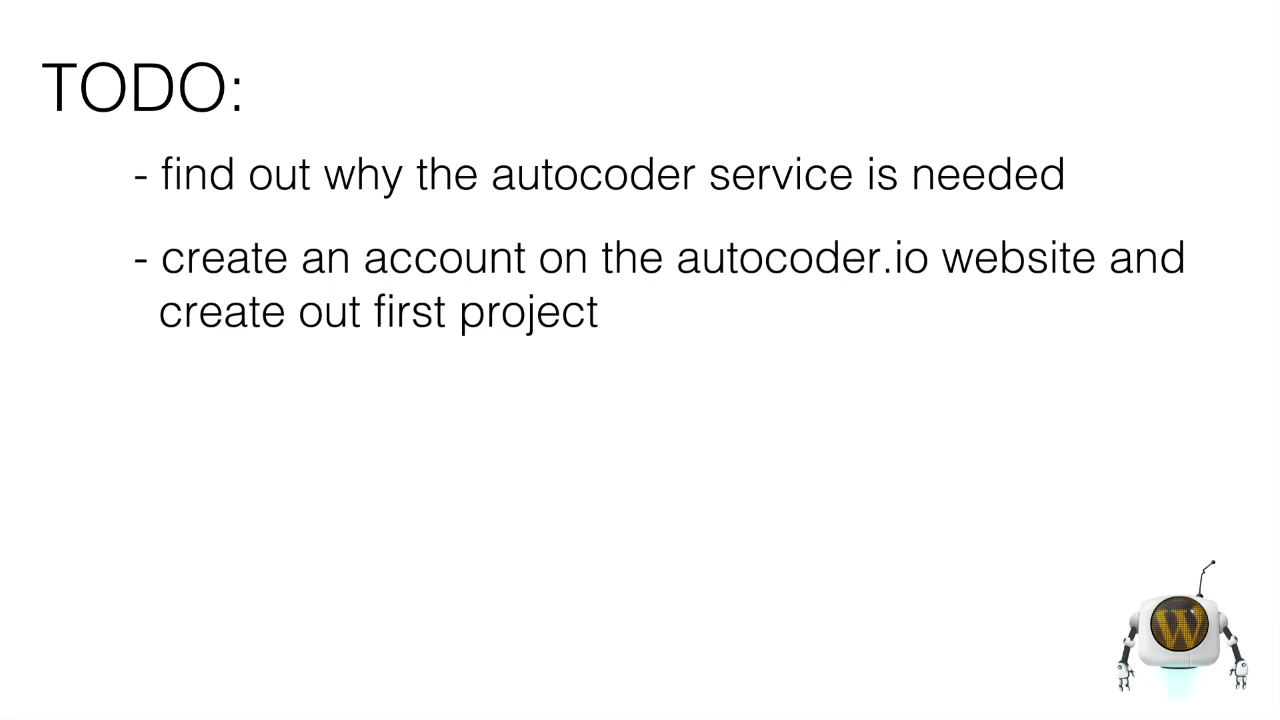 TODO:
- find out why the autocoder service is needed
- create an account on the autocoder.io website and
create out first project
W